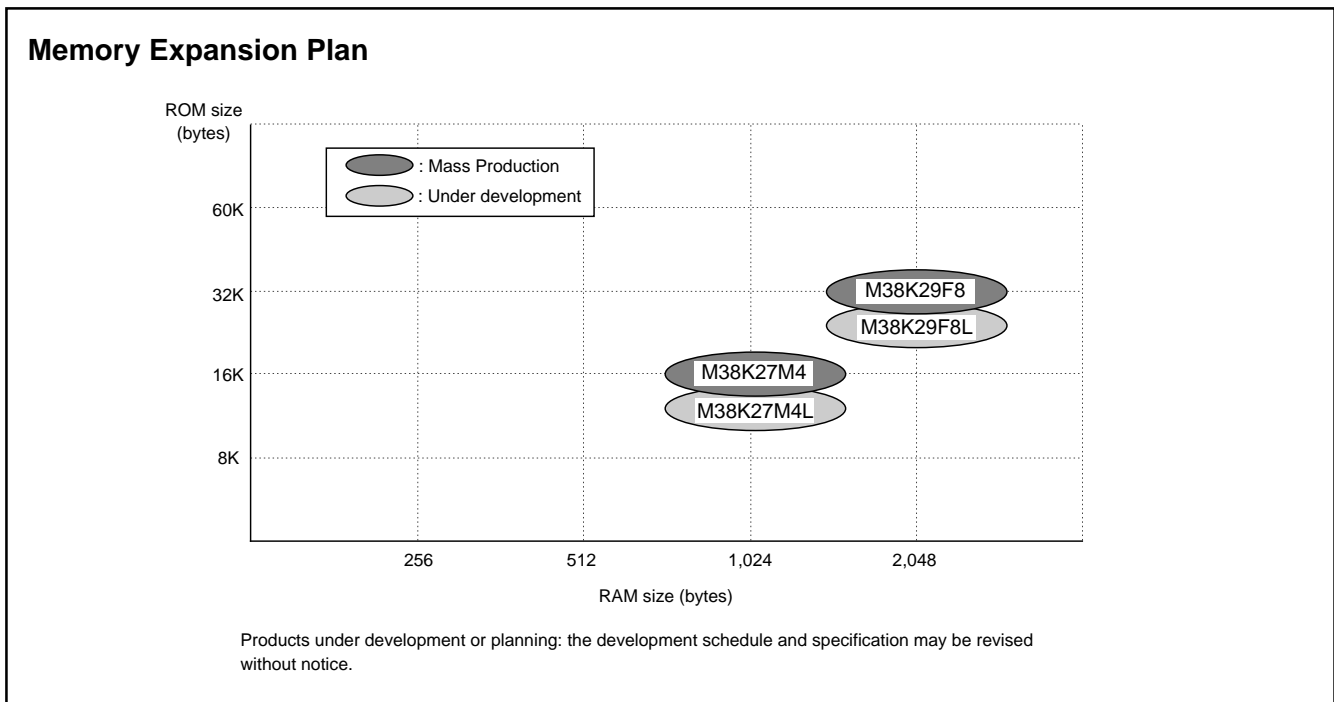 Memory Expansion Plan
ROM size
(bytes)
: Mass Production
: Under development
60K
32K
16K
8K
M38K29F8
M38K29F8L
M38K27M4
M38K27M4L
256
512
1,024
2,048
RAM size (bytes)
Products under development or planning: the development schedule and specification may be revised
without notice.